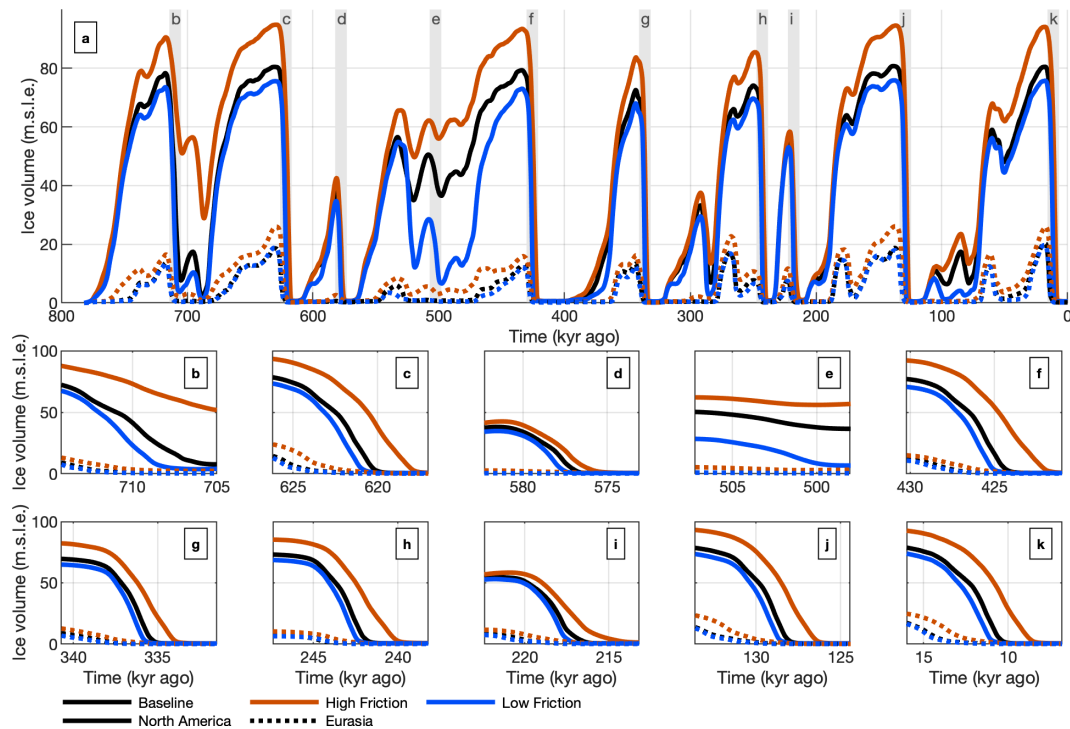 b c d e f g h i j k
a
Ice volume (m.s.l.e.)
80
60
40
20
0
800 700 600 500 400 300 200 100 0
Time (kyr ago)
Ice volume (m.s.l.e.)
100
50
0
b c d e f
710 705 625 620 580 575 505 500 430 425
Ice volume (m.s.l.e.)
100
50
0
g h i j k
340 335 245 240 220 215 130 125 15 10
Time (kyr ago) Time (kyr ago) Time (kyr ago) Time (kyr ago) Time (kyr ago)
Baseline High Friction Low Friction
North America Eurasia